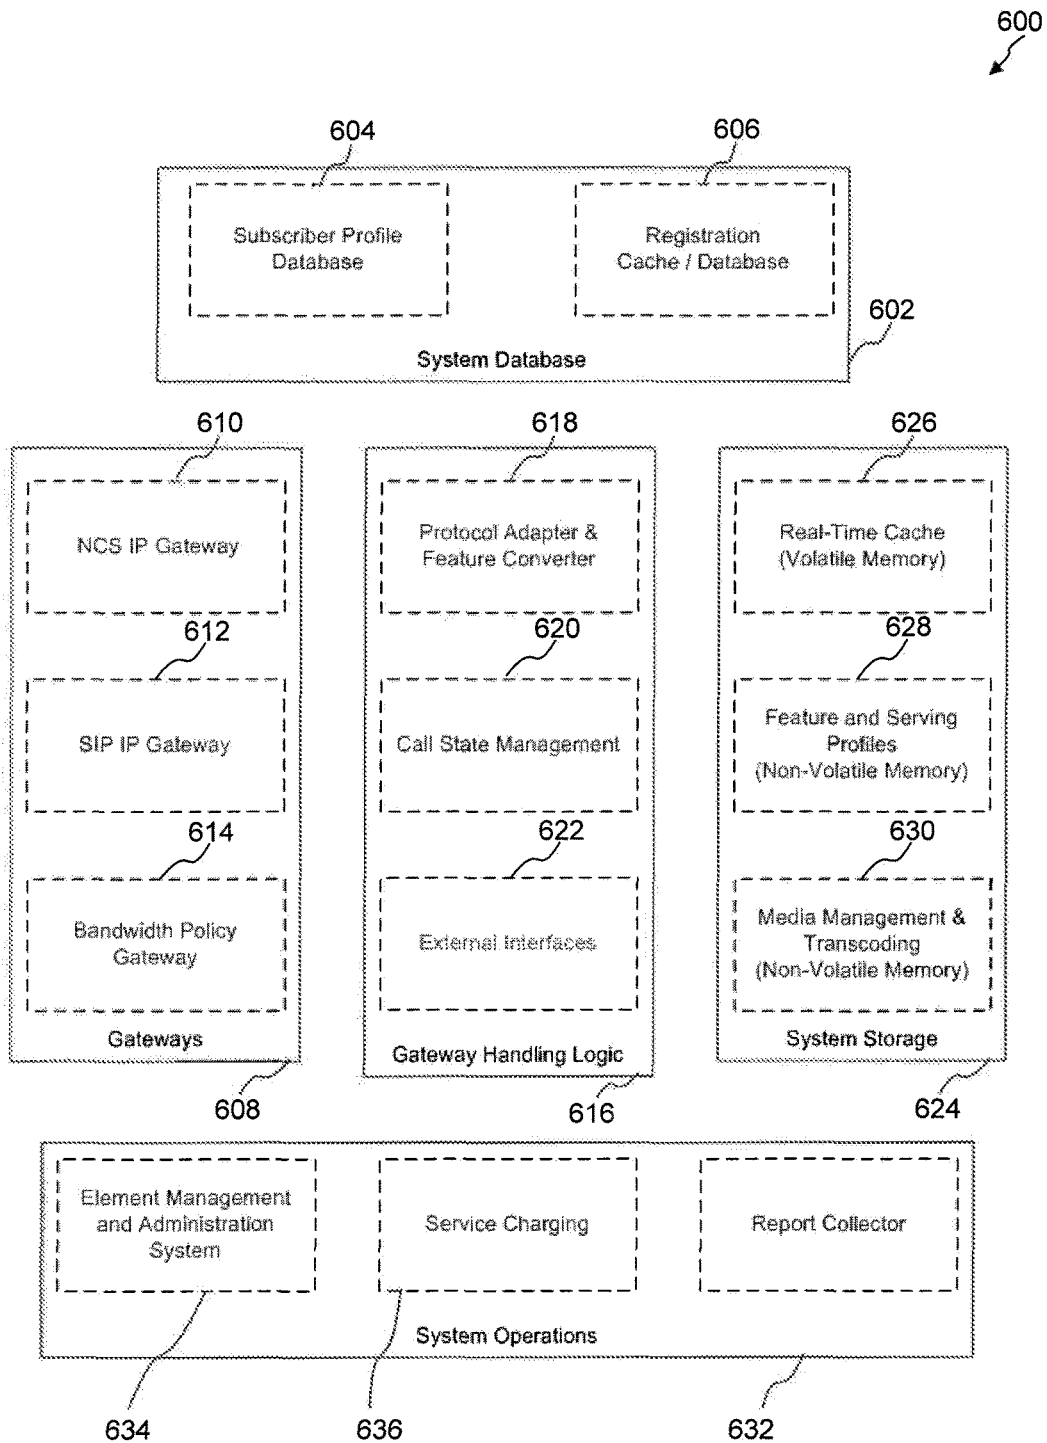 600
604
606
Subscriber Profile
Database
Registration
Cache / Database
602
System Database
610
618
626
NCS IP Gateway
Protocol Adapter &
Feature Converter
Real-Time Cache
(Volatile Memory)
612
620
628
SIP IP Gateway
Call State Management
Feature and Serving
Profiles
(Non-Volatile Memory)
614
622
630
Bandwidth Policy
Gateway
External Interfaces
Media Management &
Transcoding
(Non-Volatile Memory)
Gateways
Gateway Handling Logic
System Storage
608
616
624
Element Management
and Administration
System
Service Charging
Report Collector
System Operations
634
636
632